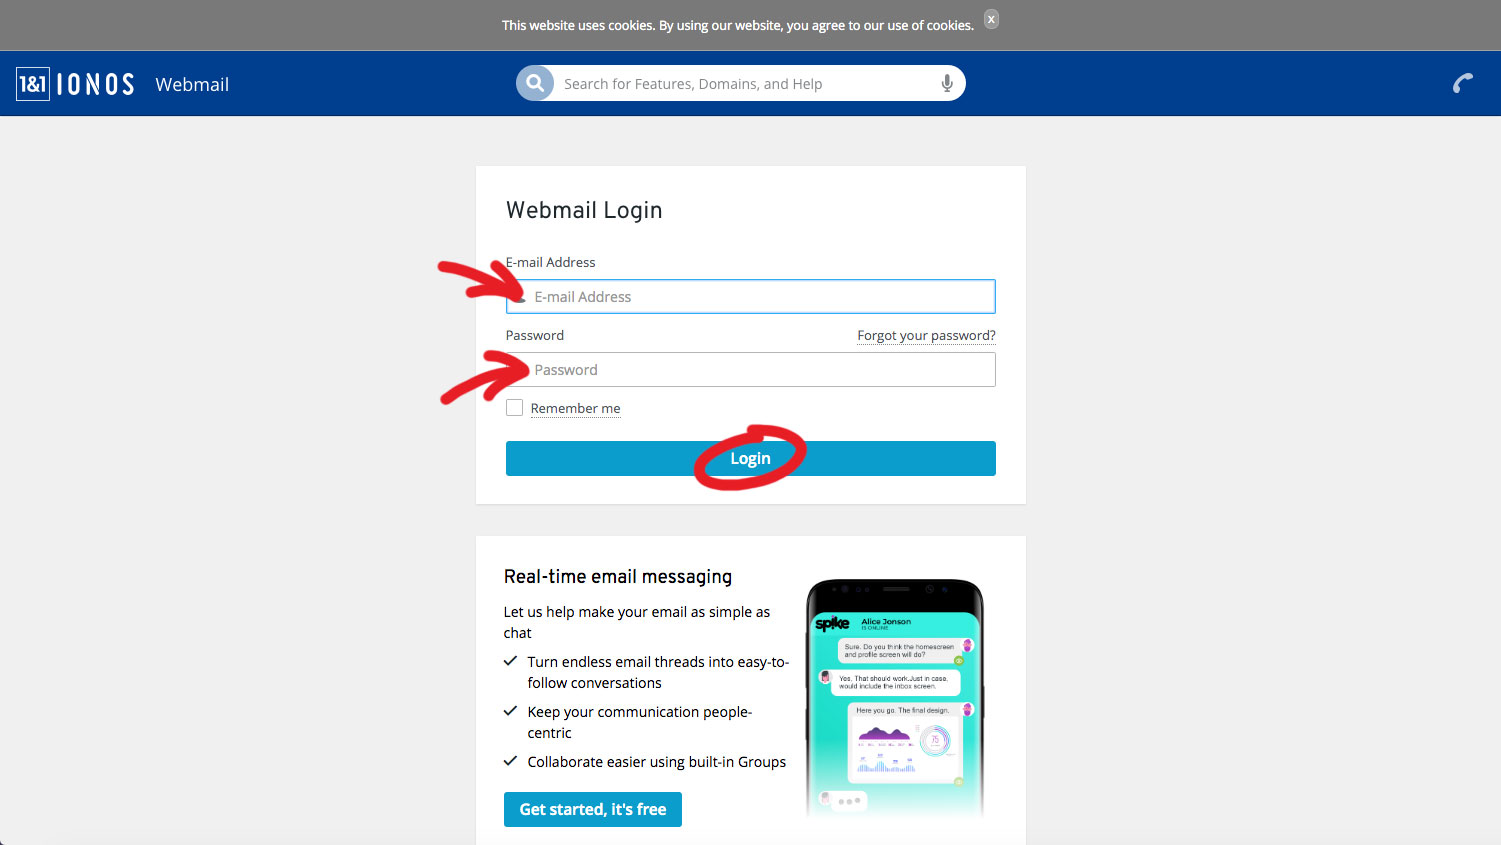 This website uses cookies. By using our website, you agree to our use of cookies.
x
1&1 IONOS Webmail
Search for Features, Domains, and Help
Webmail Login
E-mail Address
E-mail Address
Password Forgot your password?
Password
Remember me
Login
Real-time email messaging
Let us help make your email as simple as
chat
Turn endless email threads into easy-to-
follow conversations
Keep your communication people-
centric
Collaborate easier using built-in Groups
Get started, it's free
spike Alice Jonson
IS ONLINE
Sure. Do you think the homescreen
and profile screen will do?
Yes. That should work.Just in case,
would include the inbox screen.
Here you go. The final design.
75